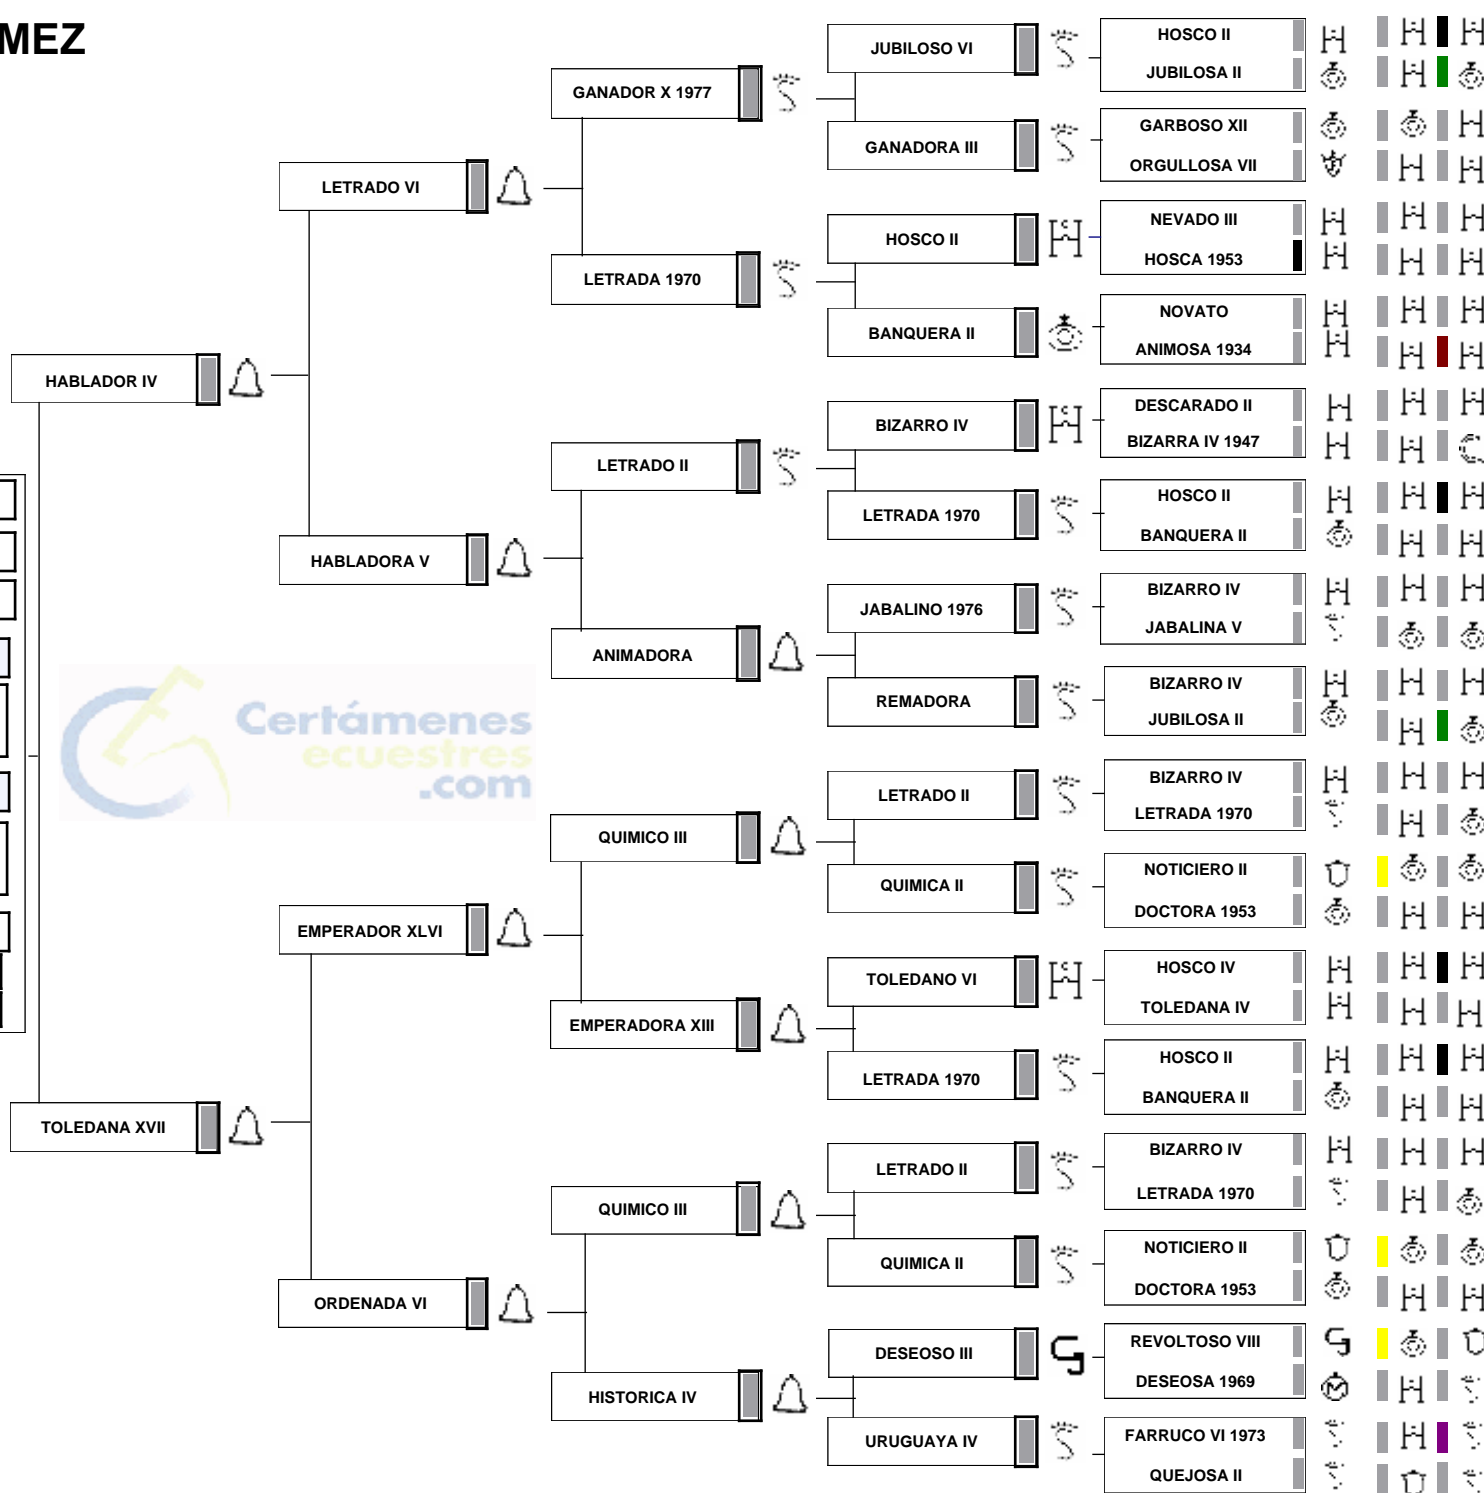 MEZ
HABLADOR IV
TOLEDANA XVII
LETRADO VI
HABLADORA V
EMPERADOR XLVI
ORDENADA VI
GANADOR X 1977
LETRADA 1970
LETRADO II
ANIMADORA
QUIMICO III
EMPERADORA XIII
QUIMICO III
HISTORICA IV
JUBILOSO VI
GANADORA III
HOSCO II
BANQUERA II
BIZARRO IV
LETRADA 1970
JABALINO 1976
REMADORA
LETRADO II
QUIMICA II
TOLEDANO VI
LETRADA 1970
LETRADO II
QUIMICA II
DESEOSO III
URUGUAYA IV
HOSCO II
JUBILOSA II
GARBOSO XII
ORGULLOSA VII
NEVADO III
HOSCA 1953
NOVATO
ANIMOSA 1934
DESCARADO II
BIZARRA IV 1947
HOSCO II
BANQUERA II
BIZARRO IV
JABALINA V
BIZARRO IV
JUBILOSA II
BIZARRO IV
LETRADA 1970
NOTICIERO II
DOCTORA 1953
HOSCO IV
TOLEDANA IV
HOSCO II
BANQUERA II
BIZARRO IV
LETRADA 1970
NOTICIERO II
DOCTORA 1953
REVOLTOSO VIII
DESEOSA 1969
FARRUCO VI 1973
QUEJOSA II
Certámenes
ecuestres
.com